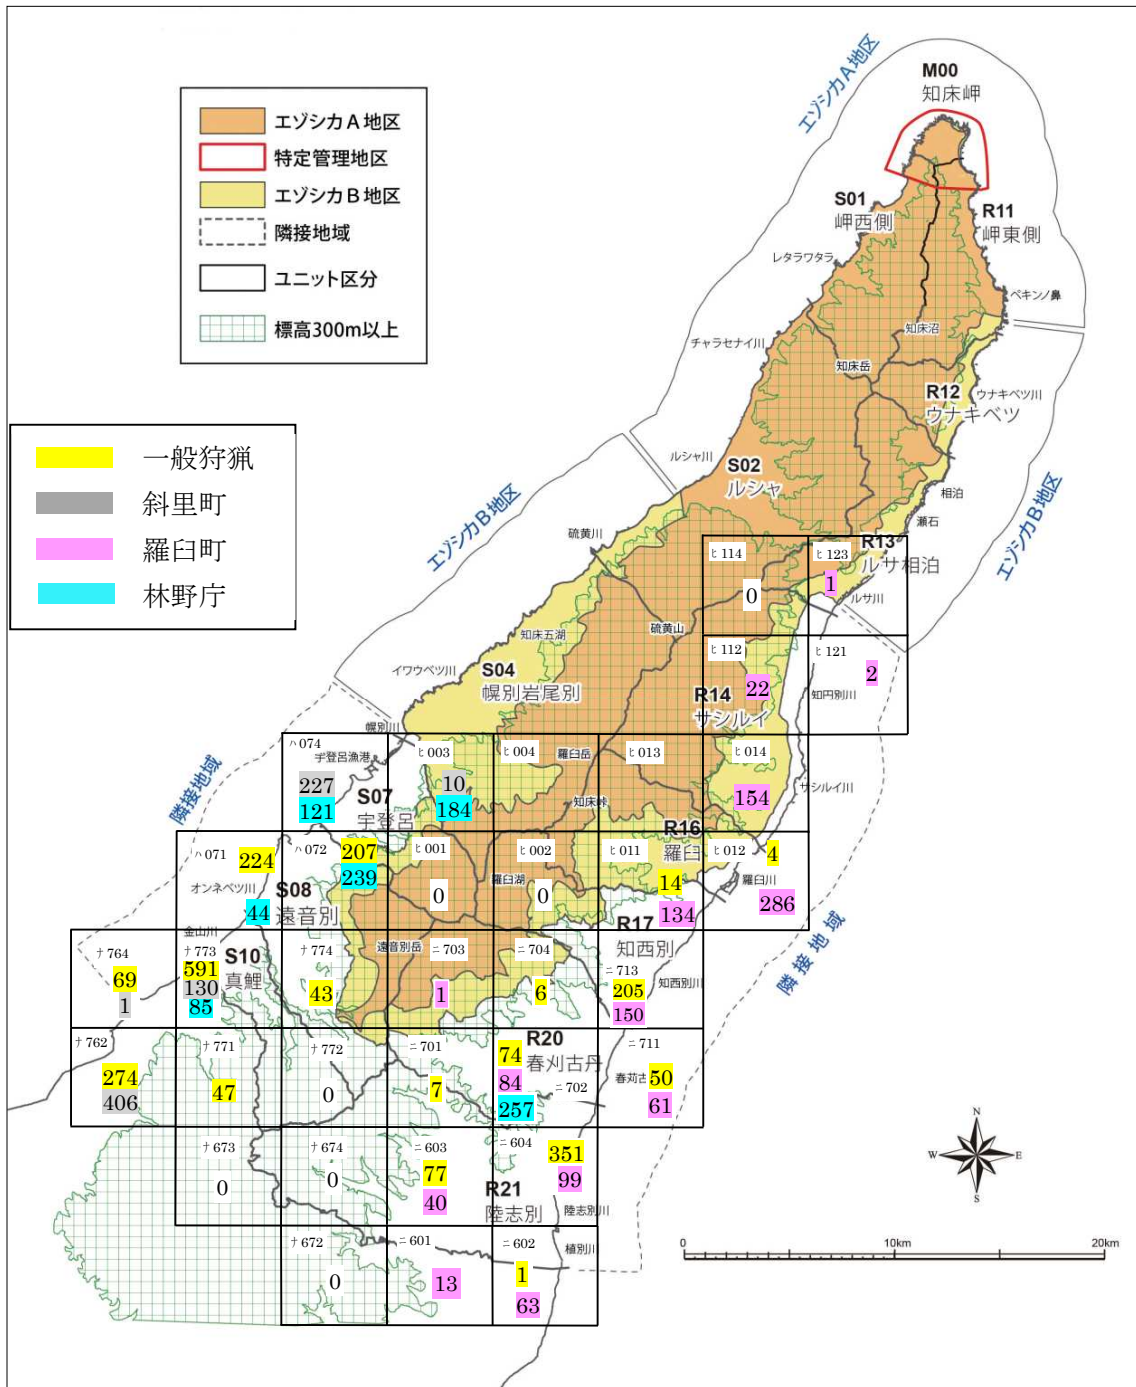 エゾシカA地区
M00
知床岬
エゾシカA地区
特定管理地区
エゾシカB地区
隣接地域
ユニット区分
標高300m以上
S01
岬西側
R11
岬東側
レタラワタラ
ペキンノ鼻
知床沼
チャラセナイ川
知床岳
R12
ウナキベツ
ウナキベツ川
一般狩猟
斜里町
羅臼町
林野庁
ルシャ川
S02
ルシャ
相泊
瀬石
エゾシカB地区
エゾシカB地区
硫黄川
R13
ルサ相泊
ヒ114
0
ヒ123
1
ルサ川
知床五湖
硫黄山
イワウベツ川
S04
幌別岩尾別
ヒ112
22
R14
サシルイ
ヒ121
2
知円別川
幌別川
隣接地域
ハ074
宇登呂漁港
227
121
S07
宇登呂
ヒ003
10
184
ヒ004
羅臼岳
知床峠
ヒ013
ヒ014
154
サシルイ川
R16
羅臼
ハ071
224
オンネベツ川
44
金山川
ハ072
207
239
S08
遠音別
ヒ001
0
ヒ002
羅臼湖
0
ヒ011
14
134
ヒ012
4
羅臼川
286
R17
知西別
隣接地域
ナ764
69
1
ナ773
591
130
85
S10
真鯉
ナ774
43
遠音別岳
ニ703
1
ニ704
6
ニ713
205
150
知西別川
ナ762
274
406
ナ771
47
ナ772
0
ニ701
7
R20
春刈古丹
74
84
257
ニ702
ニ711
春苅古
50
61
ナ673
0
ナ674
0
ニ603
77
40
ニ604
351
99
R21
陸志別
陸志別川
ナ672
0
ニ601
13
ニ602
植別川
1
63
N
W
E
S
0
10km
20km